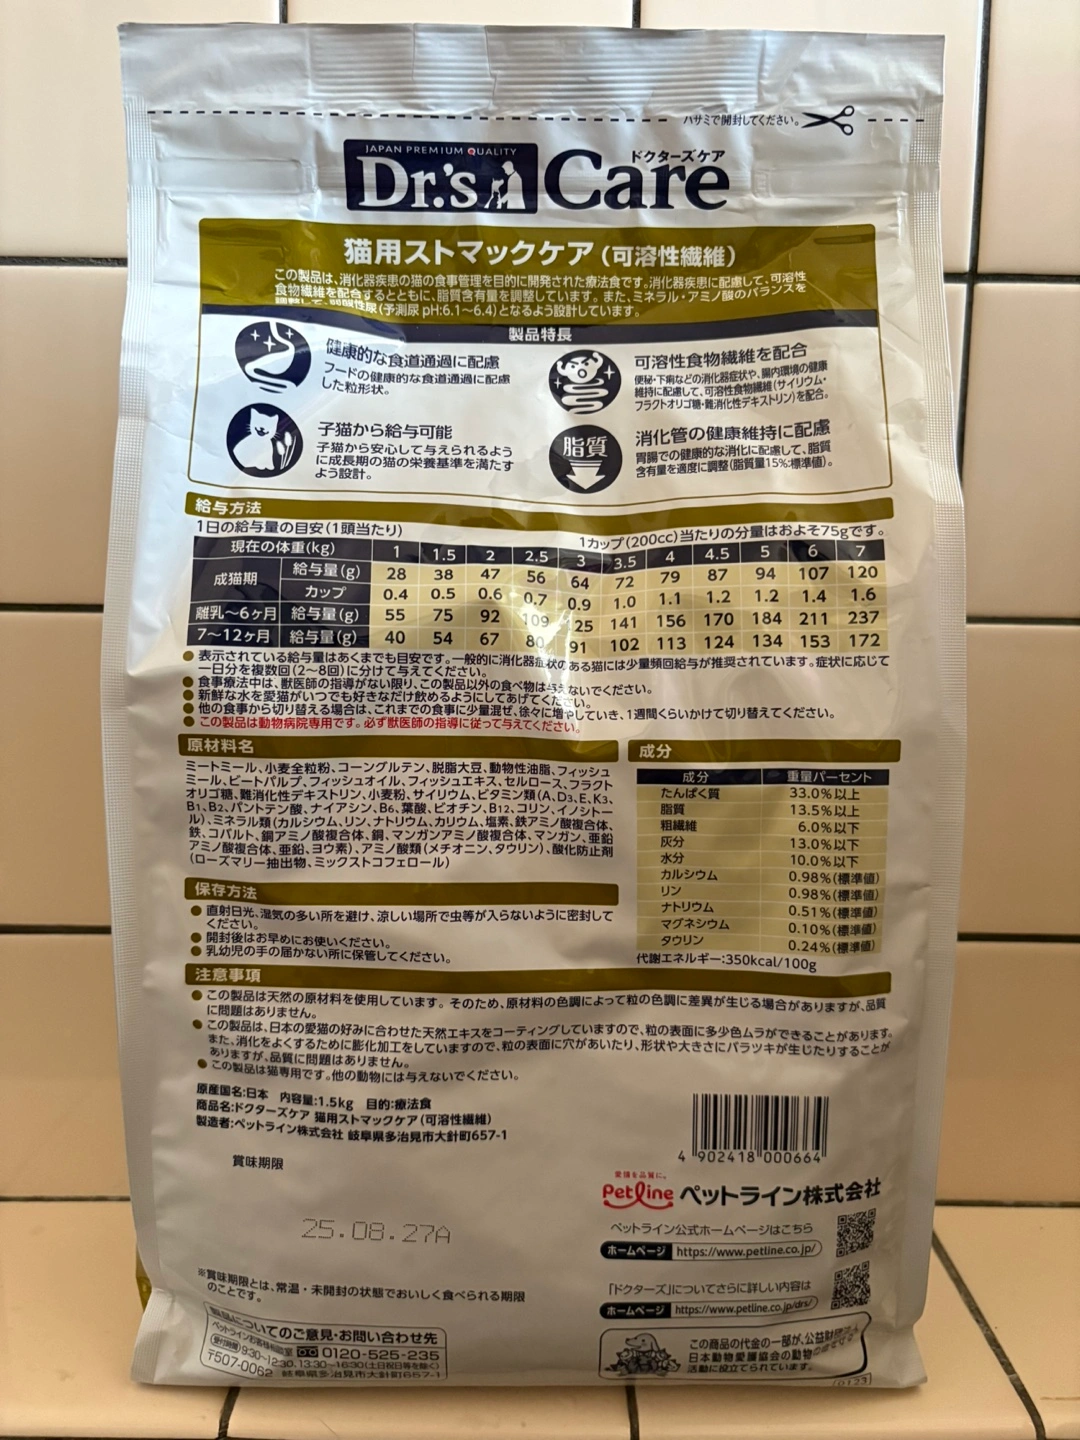 ハサミで開封してください。
JAPAN PREMIUM QUALITY
ドクターズケア
Dr.'s Care
猫用ストマックケア(可溶性繊維)
この製品は、消化器疾患の猫の食事管理を目的に開発された療法食です。消化器疾患に配慮して、可溶性
食物繊維を配合するとともに、脂質含有量を調整しています。また、ミネラル・アミノ酸のバランスを
調整して、弱酸性尿(予測尿 pH:6.1〜6.4)となるよう設計しています。
製品特長
健康的な食道通過に配慮
フードの健康的な食道通過に配慮
した粒形状。
可溶性食物繊維を配合
便秘・下痢などの消化器症状や、腸内環境の健康
維持に配慮して、可溶性食物繊維(サイリウム・
フラクトオリゴ糖・難消化性デキストリン)を配合。
子猫から給与可能
子猫から安心して与えられるよう
に成長期の猫の栄養基準を満たす
よう設計。
脂質
消化管の健康維持に配慮
胃腸での健康的な消化に配慮して、脂質
含有量を適度に調整(脂質量15%:標準値)。
給与方法
1日の給与量の目安(1頭当たり)
1カップ(200cc)当たりの分量はおよそ75gです。
現在の体重(kg) 1 1.5 2 2.5 3 3.5 4 4.5 5 6 7
成猫期 給与量(g) 28 38 47 56 64 72 79 87 94 107 120
カップ 0.4 0.5 0.6 0.7 0.9 1.0 1.1 1.2 1.2 1.4 1.6
離乳〜6ヶ月 給与量(g) 55 75 92 109 125 141 156 170 184 211 237
7〜12ヶ月 給与量(g) 40 54 67 80 91 102 113 124 134 153 172
● 表示されている給与量はあくまでも目安です。一般的に消化器症状のある猫には少量頻回給与が推奨されています。症状に応じて
一日分を複数回(2〜8回)に分けて与えてください。
● 食事療法中は、獣医師の指導がない限り、この製品以外の食べ物は与えないでください。
● 新鮮な水を愛猫がいつでも好きなだけ飲めるようにしてあげてください。
● 他の食事から切り替える場合は、これまでの食事に少量混ぜ、徐々に増やしていき、1週間くらいかけて切り替えてください。
● この製品は動物病院専用です。必ず獣医師の指導に従って与えてください。
原材料名
ミートミール、小麦全粒粉、コーングルテン、脱脂大豆、動物性油脂、フィッシュ
ミール、ビートパルプ、フィッシュオイル、フィッシュエキス、セルロース、フラクト
オリゴ糖、難消化性デキストリン、小麦粉、サイリウム、ビタミン類(A、D3、E、K3、
B1、B2、パントテン酸、ナイアシン、B6、葉酸、ビオチン、B12、コリン、イノシトー
ル)、ミネラル類(カルシウム、リン、ナトリウム、カリウム、塩素、鉄アミノ酸複合体、
鉄、コバルト、銅アミノ酸複合体、銅、マンガンアミノ酸複合体、マンガン、亜鉛
アミノ酸複合体、亜鉛、ヨウ素)、アミノ酸類(メチオニン、タウリン)、酸化防止剤
(ローズマリー抽出物、ミックストコフェロール)
成分
成分 重量パーセント
たんぱく質 33.0%以上
脂質 13.5%以上
粗繊維 6.0%以下
灰分 13.0%以下
水分 10.0%以下
カルシウム 0.98%(標準値)
リン 0.98%(標準値)
ナトリウム 0.51%(標準値)
マグネシウム 0.10%(標準値)
タウリン 0.24%(標準値)
代謝エネルギー:350kcal/100g
保存方法
● 直射日光、湿気の多い所を避け、涼しい場所で虫等が入らないように密封して
ください。
● 開封後はお早めにお使いください。
● 乳幼児の手の届かない所に保管してください。
注意事項
● この製品は天然の原材料を使用しています。そのため、原材料の色調によって粒の色調に差異が生じる場合がありますが、品質
に問題はありません。
● この製品は、日本の愛猫の好みに合わせた天然エキスをコーティングしていますので、粒の表面に多少色ムラができることがあります。
また、消化をよくするために膨化加工をしていますので、粒の表面に穴があいたり、形状や大きさにバラツキが生じたりすることが
ありますが、品質に問題はありません。
● この製品は猫専用です。他の動物には与えないでください。
原産国名:日本 内容量:1.5kg 目的:療法食
商品名:ドクターズケア 猫用ストマックケア(可溶性繊維)
製造者:ペットライン株式会社 岐阜県多治見市大針町657-1
賞味期限
25.08.27A
※賞味期限とは、常温・未開封の状態でおいしく食べられる期限
のことです。
4 902418 000664
愛情を品質に。
Petline ペットライン株式会社
ペットライン公式ホームページはこちら
ホームページ https://www.petline.co.jp/
「ドクターズ」についてさらに詳しい内容は
ホームページ https://www.petline.co.jp/drs/
製品についてのご意見・お問い合わせ先
ペットラインお客様相談室 0120-525-235
(受付時間) 9:30〜12:30、13:30〜16:30(土日祝日等を除く)
〒507-0062 岐阜県多治見市大針町657-1
この商品の代金の一部が、公益財団法人
日本動物愛護協会の動物
活動に役立てられています。
0123